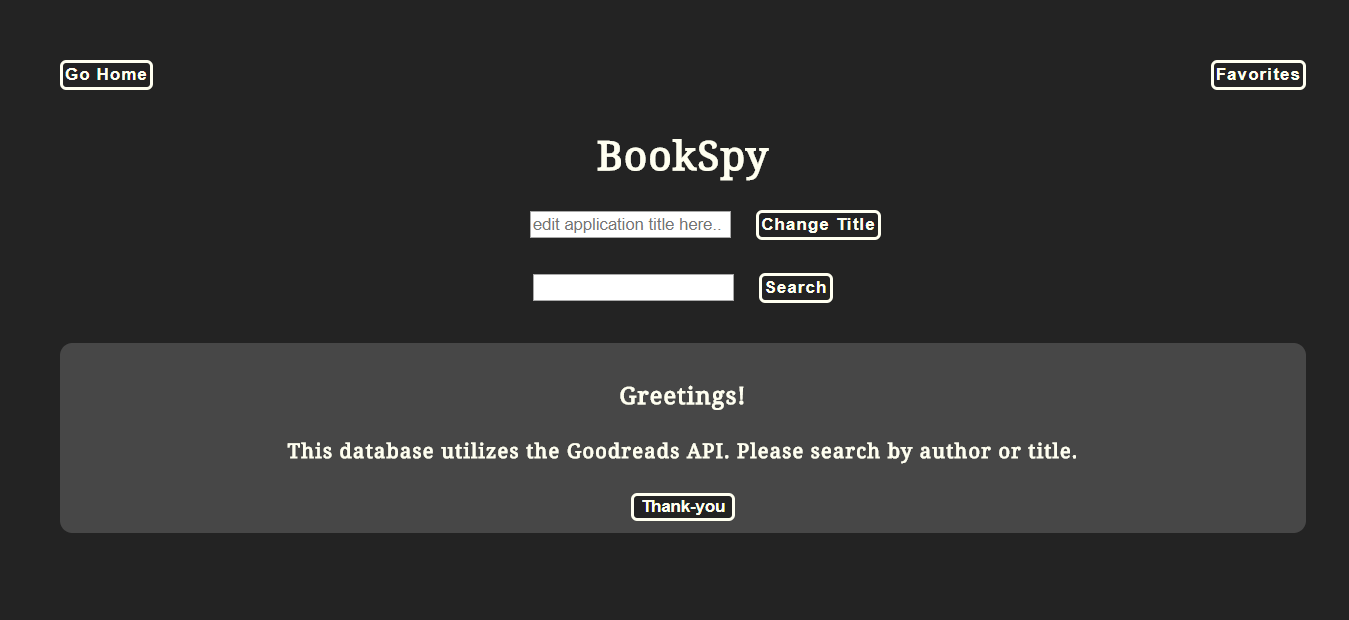 Go Home
Favorites
BookSpy
edit application title here..
Change Title
Search
Greetings!
This database utilizes the Goodreads API. Please search by author or title.
Thank-you